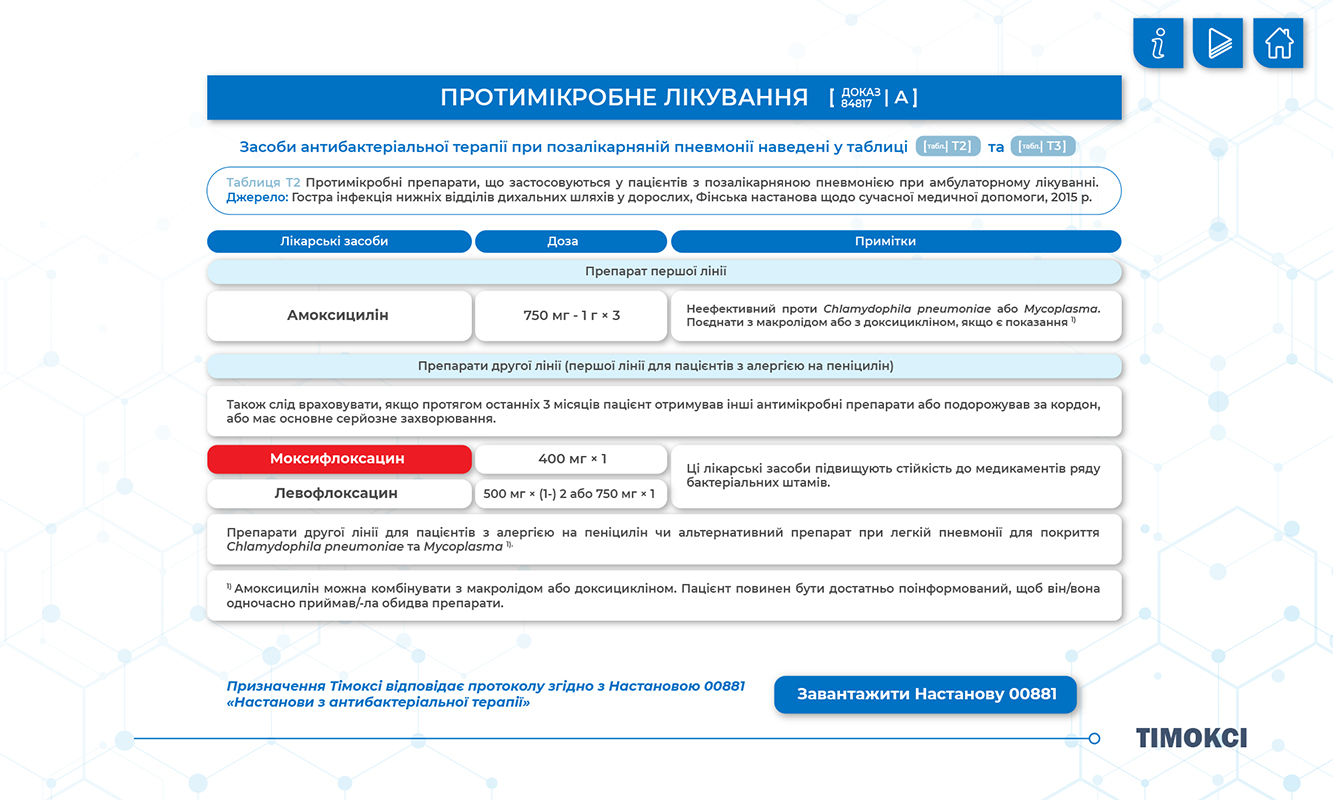 ПРОТИМІКРОБНЕ ЛІКУВАННЯ [ ДОКАЗ 84817 | A ]
Засоби антибактеріальної терапії при позалікарняній пневмонії наведені у таблиці [табл.| Т2] та [табл.| Т3]
Таблиця Т2 Протимікробні препарати, що застосовуються у пацієнтів з позалікарняною пневмонією при амбулаторному лікуванні.
Джерело: Гостра інфекція нижніх відділів дихальних шляхів у дорослих, Фінська настанова щодо сучасної медичної допомоги, 2015 р.
Лікарські засоби Доза Примітки
Препарат першої лінії
Амоксицилін 750 мг - 1 г × 3
Неефективний проти Chlamydophila pneumoniae або Mycoplasma.
Поєднати з макролідом або з доксицикліном, якщо є показання ¹⁾
Препарати другої лінії (першої лінії для пацієнтів з алергією на пеніцилін)
Також слід враховувати, якщо протягом останніх 3 місяців пацієнт отримував інші антимікробні препарати або подорожував за кордон,
або має основне серйозне захворювання.
Моксифлоксацин 400 мг × 1
Левофлоксацин 500 мг × (1-) 2 або 750 мг × 1
Ці лікарські засоби підвищують стійкість до медикаментів ряду
бактеріальних штамів.
Препарати другої лінії для пацієнтів з алергією на пеніцилін чи альтернативний препарат при легкій пневмонії для покриття
Chlamydophila pneumoniae та Mycoplasma ¹⁾.
¹⁾ Амоксицилін можна комбінувати з макролідом або доксицикліном. Пацієнт повинен бути достатньо поінформований, щоб він/вона
одночасно приймав/-ла обидва препарати.
Призначення Тімоксі відповідає протоколу згідно з Настановою 00881
«Настанови з антибактеріальної терапії»
Завантажити Настанову 00881
ТІМОКСІ